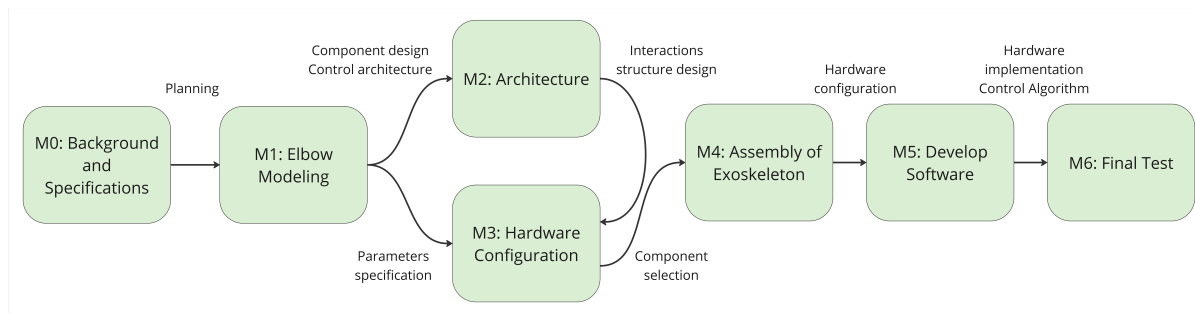 Planning
M0: Background
and
Specifications
M1: Elbow
Modeling
Component design
Control architecture
M2: Architecture
Interactions
structure design
Parameters
specification
M3: Hardware
Configuration
Component
selection
M4: Assembly of
Exoskeleton
Hardware
configuration
M5: Develop
Software
Hardware
implementation
Control Algorithm
M6: Final Test